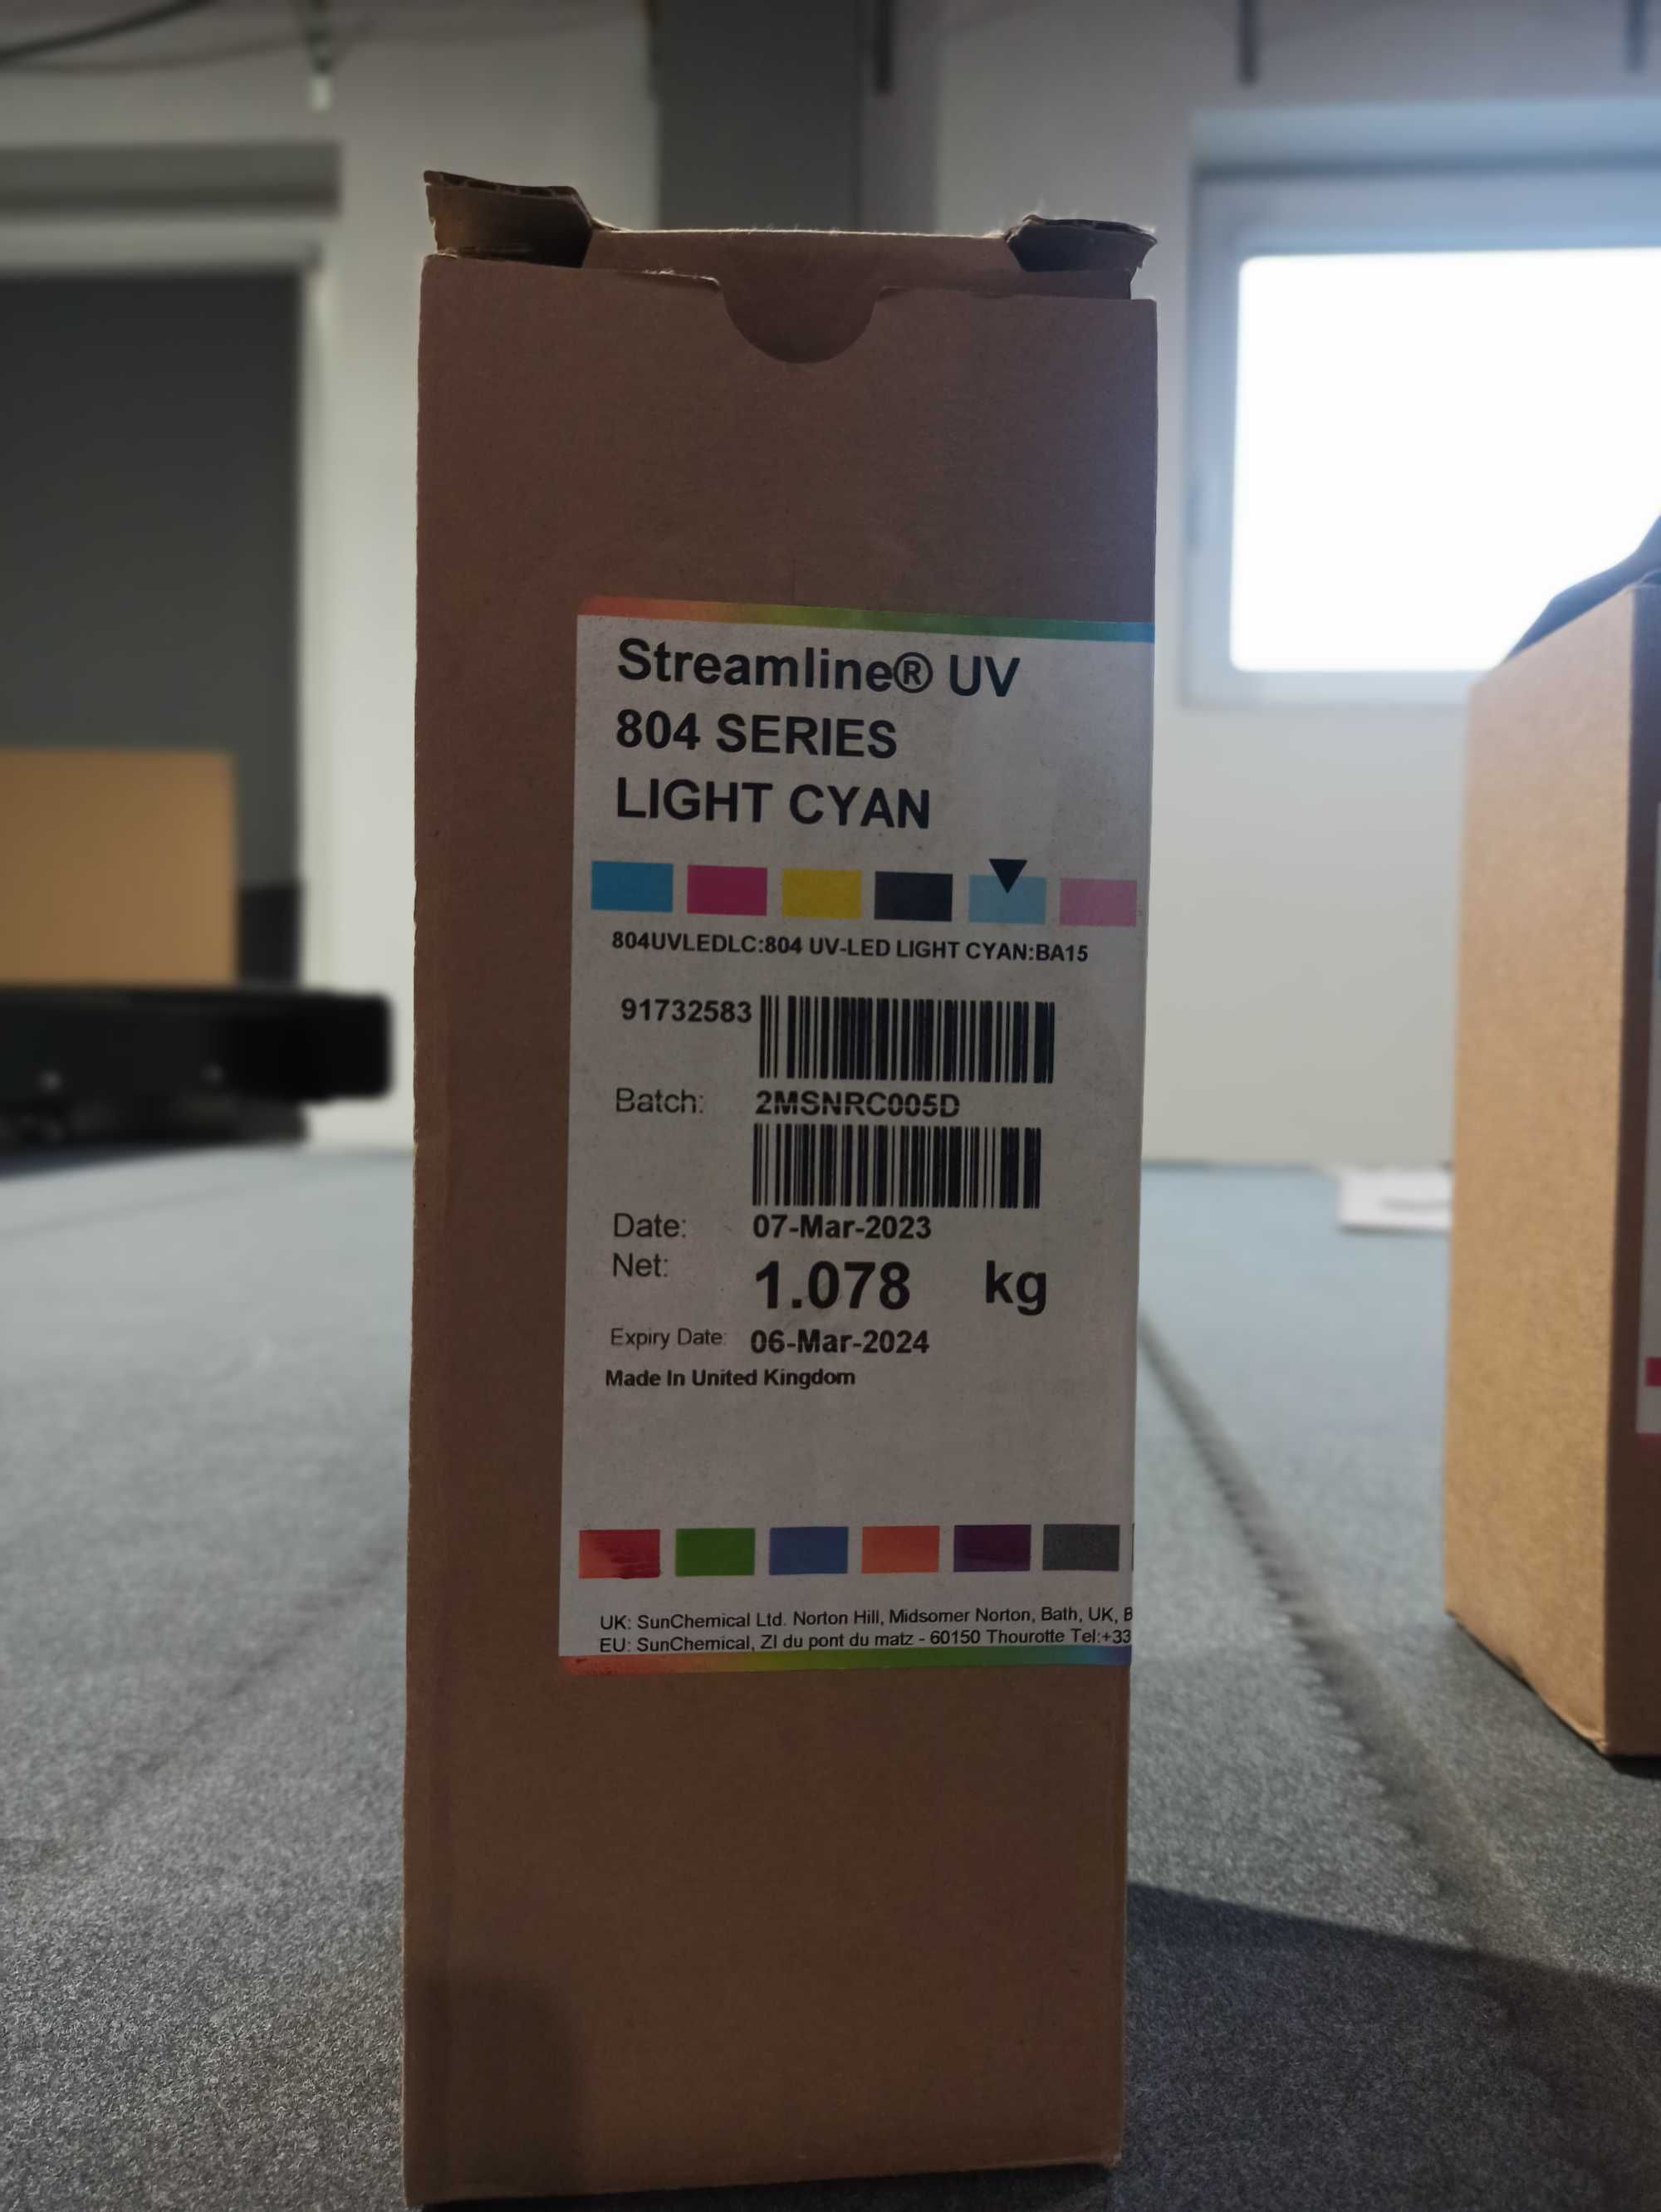 Streamline® UV
804 SERIES
LIGHT CYAN
804UVLEDLC:804 UV-LED LIGHT CYAN:BA15
91732583
Batch: 2MSNRC005D
Date: 07-Mar-2023
Net: 1.078 kg
Expiry Date: 06-Mar-2024
Made In United Kingdom
UK: SunChemical Ltd. Norton Hill, Midsomer Norton, Bath, UK, B
EU: SunChemical, ZI du pont du matz - 60150 Thourotte Tel:+33